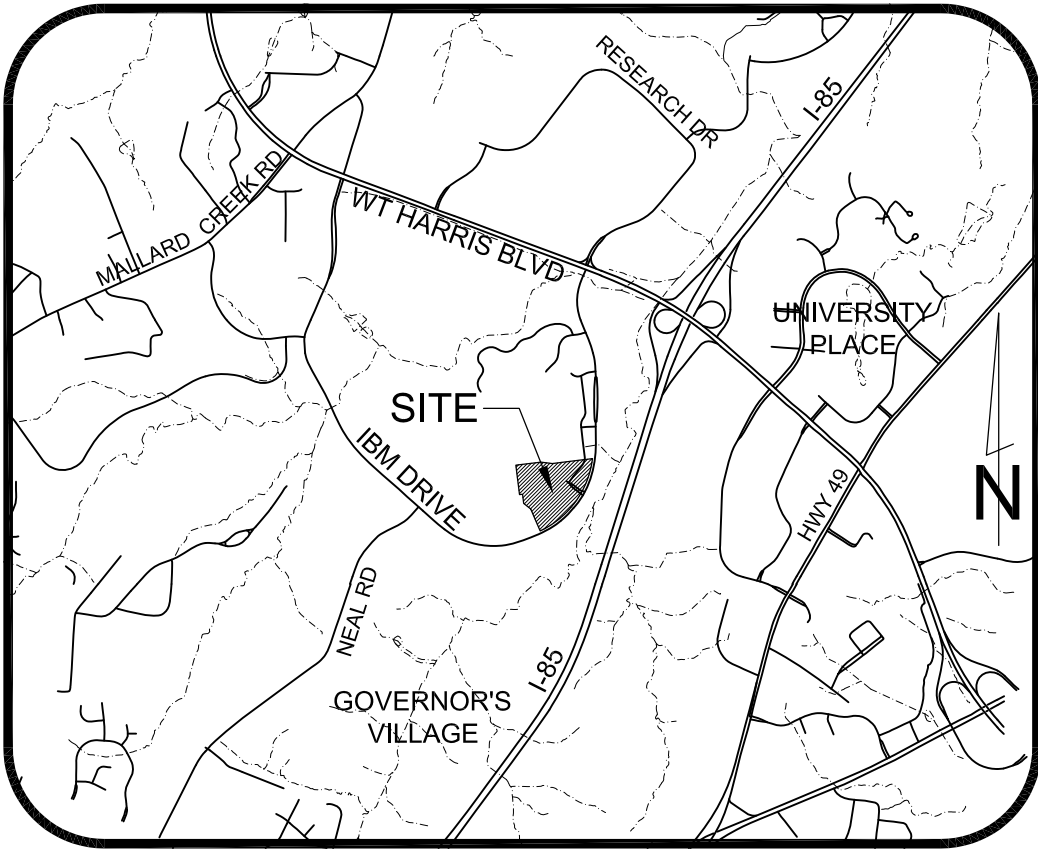 RESEARCH DR
I-85
MALLARD CREEK RD
WT HARRIS BLVD
UNIVERSITY
PLACE
SITE
IBM DRIVE
HWY 49
N
NEAL RD
I-85
GOVERNOR'S
VILLAGE